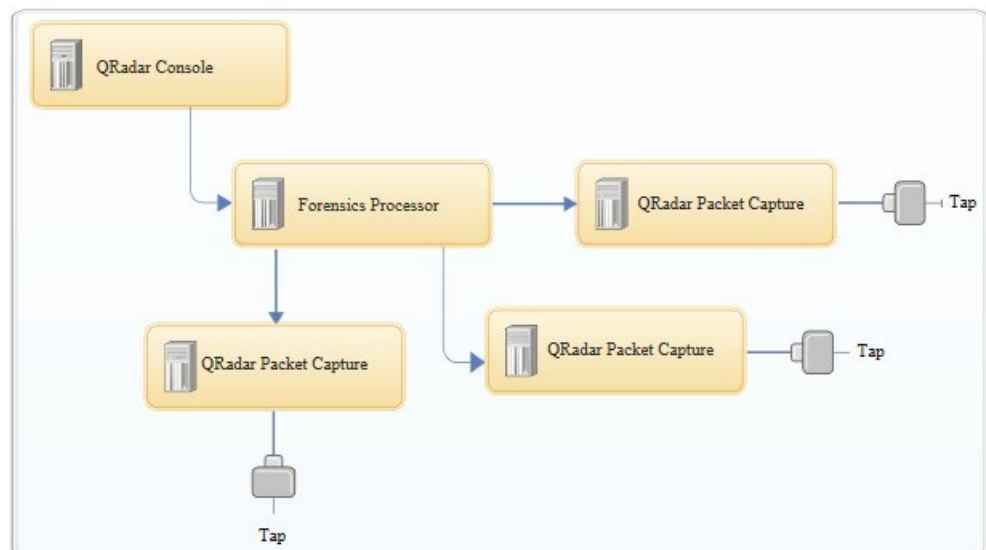 QRadar Console
Forensics Processor
QRadar Packet Capture
Tap
QRadar Packet Capture
Tap
QRadar Packet Capture
Tap